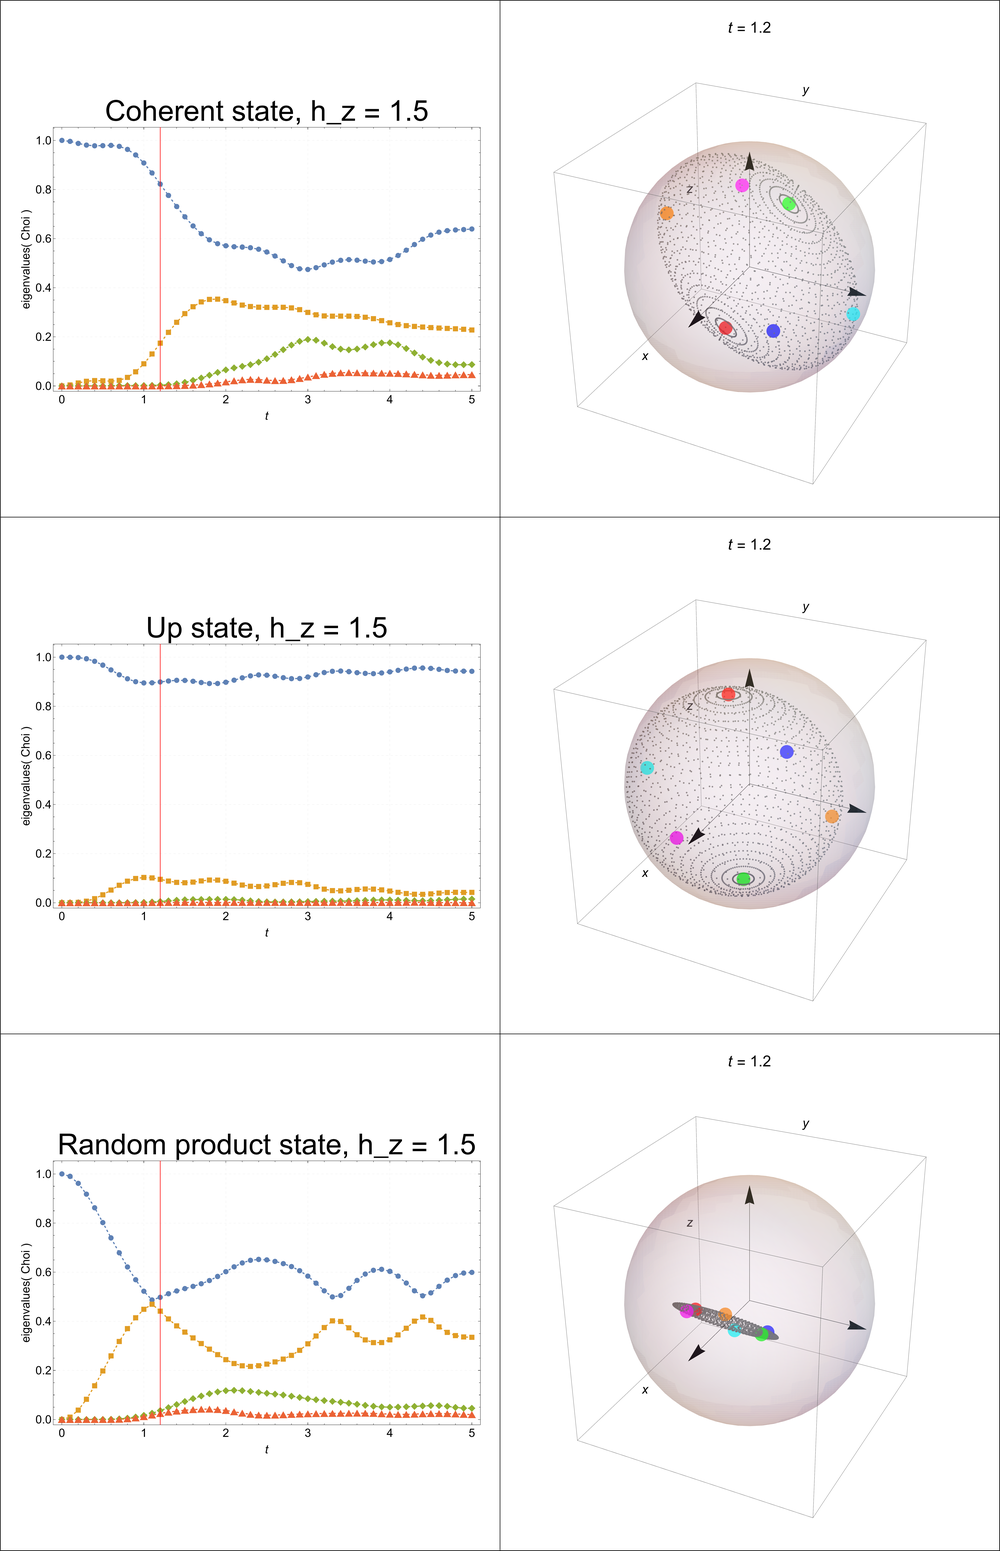 Coherent state, h_z = 1.5
eigenvalues( Choi )
1.0
0.8
0.6
0.4
0.2
0.0
0 1 2 3 4 5
t
t = 1.2
y
z
x
Up state, h_z = 1.5
eigenvalues( Choi )
1.0
0.8
0.6
0.4
0.2
0.0
0 1 2 3 4 5
t
t = 1.2
y
z
x
Random product state, h_z = 1.5
eigenvalues( Choi )
1.0
0.8
0.6
0.4
0.2
0.0
0 1 2 3 4 5
t
t = 1.2
y
z
x